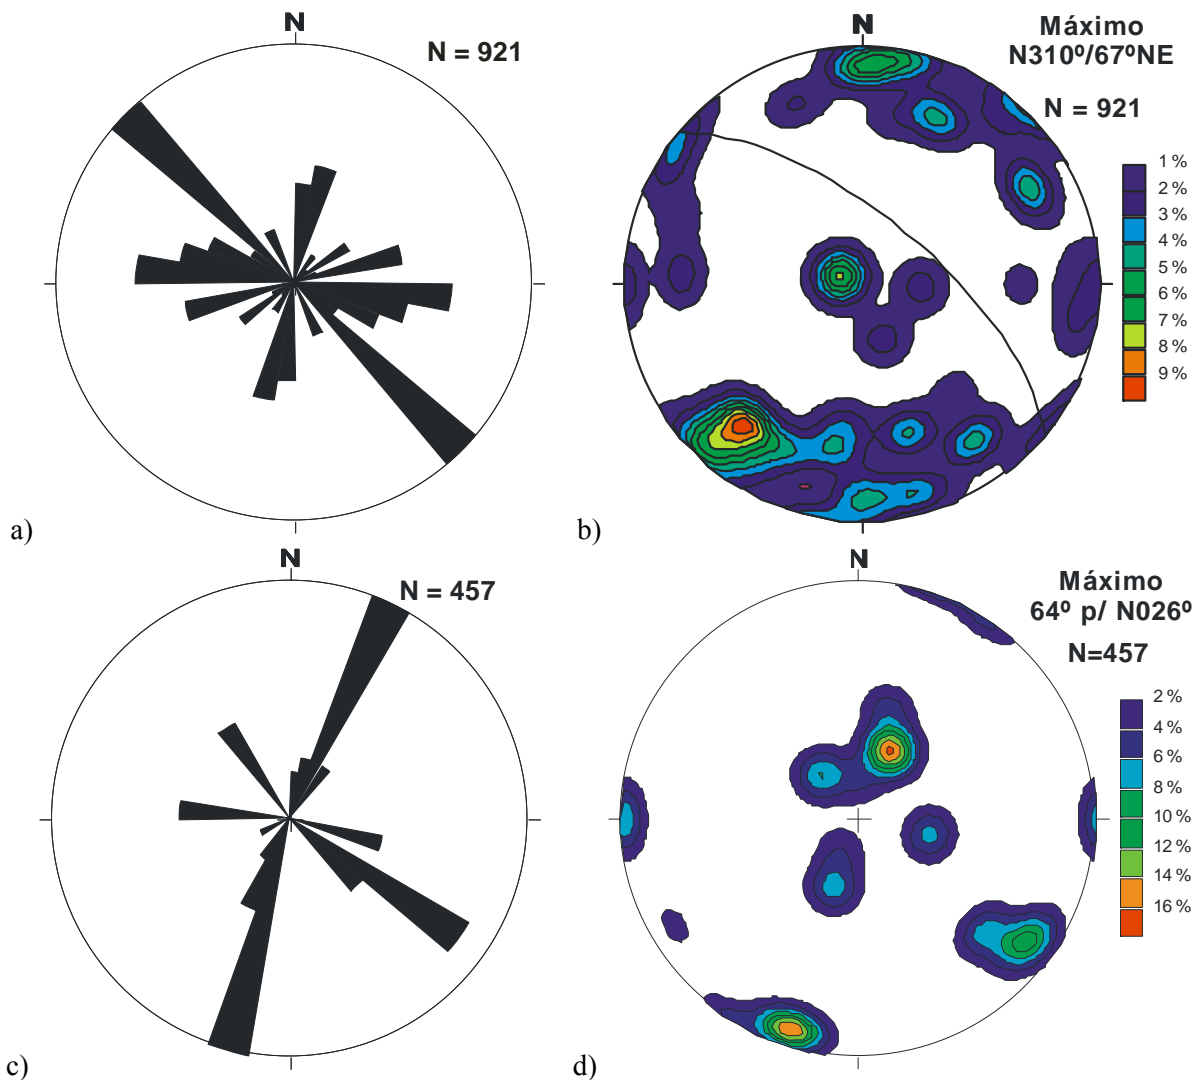 N
N = 921
a)
N
Máximo
N310º/67ºNE
N = 921
1 %
2 %
3 %
4 %
5 %
6 %
7 %
8 %
9 %
b)
N
N = 457
c)
N
Máximo
64º p/ N026º
N=457
2 %
4 %
6 %
8 %
10 %
12 %
14 %
16 %
d)